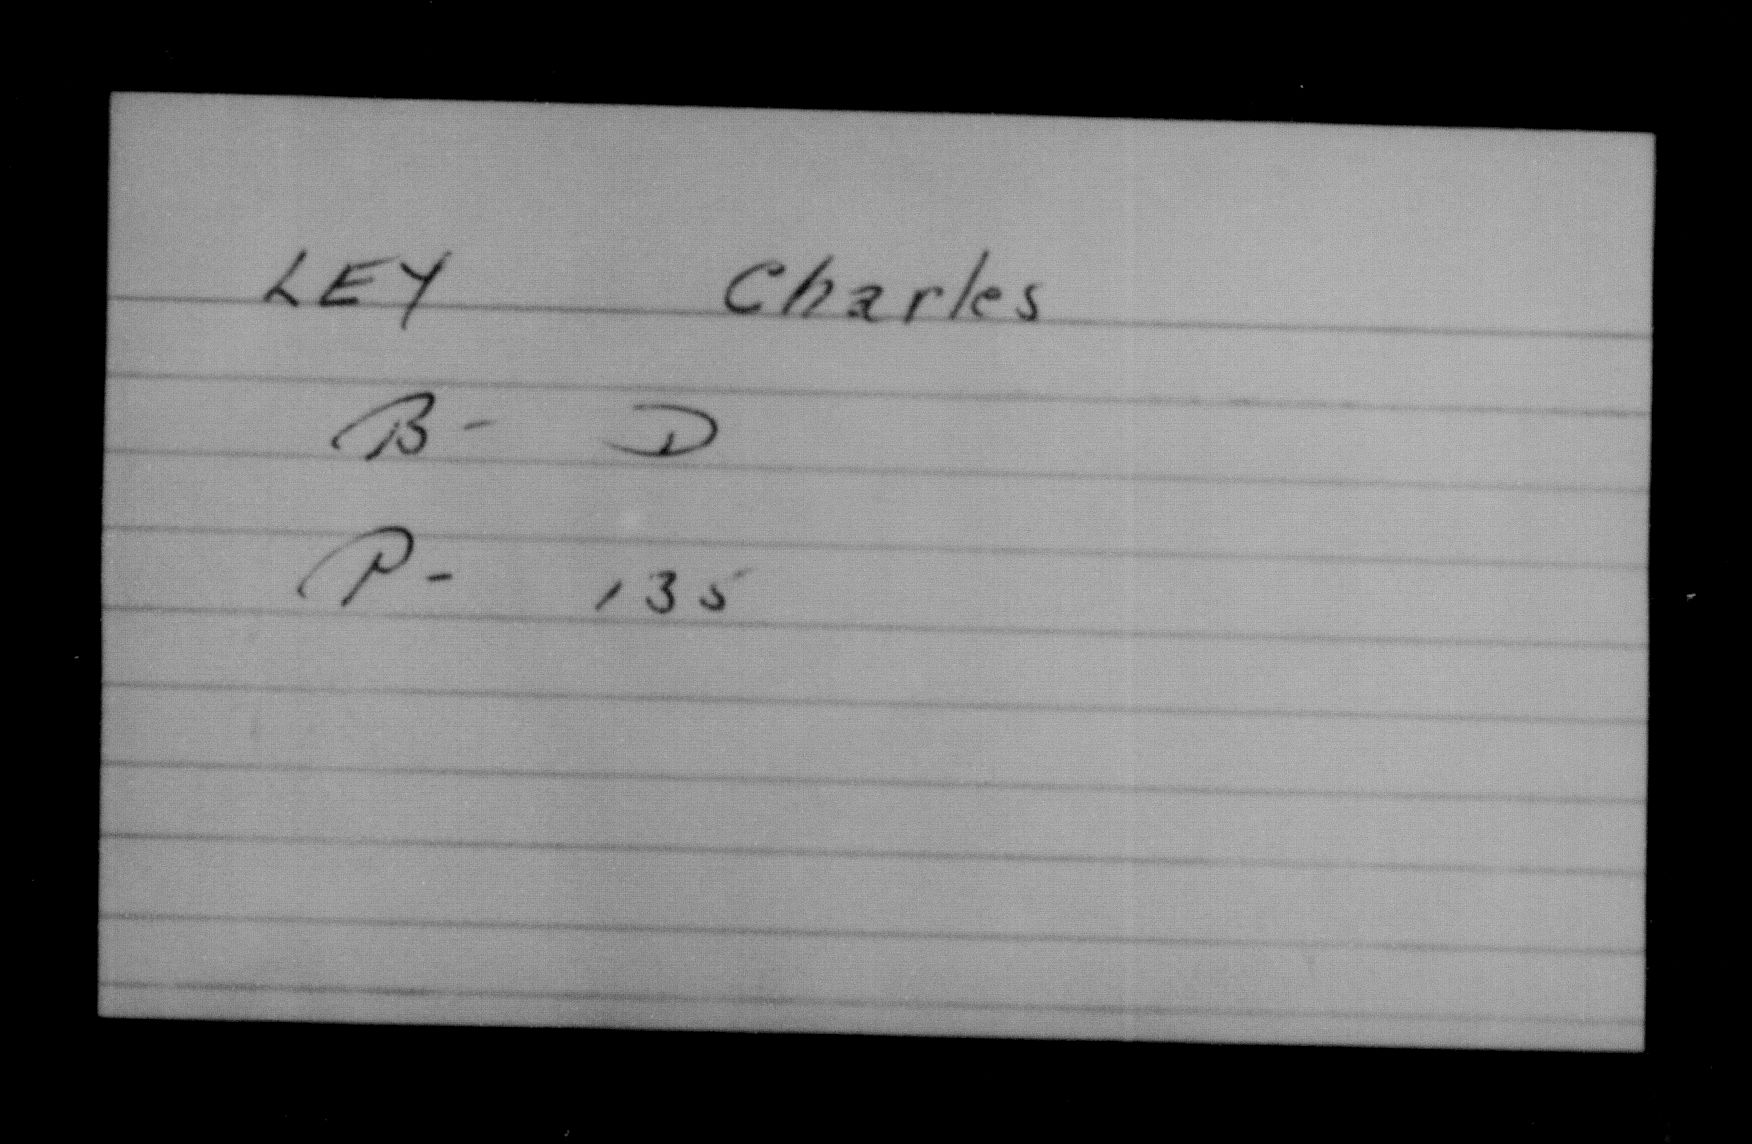 LEY Charles
B- D
P- 135